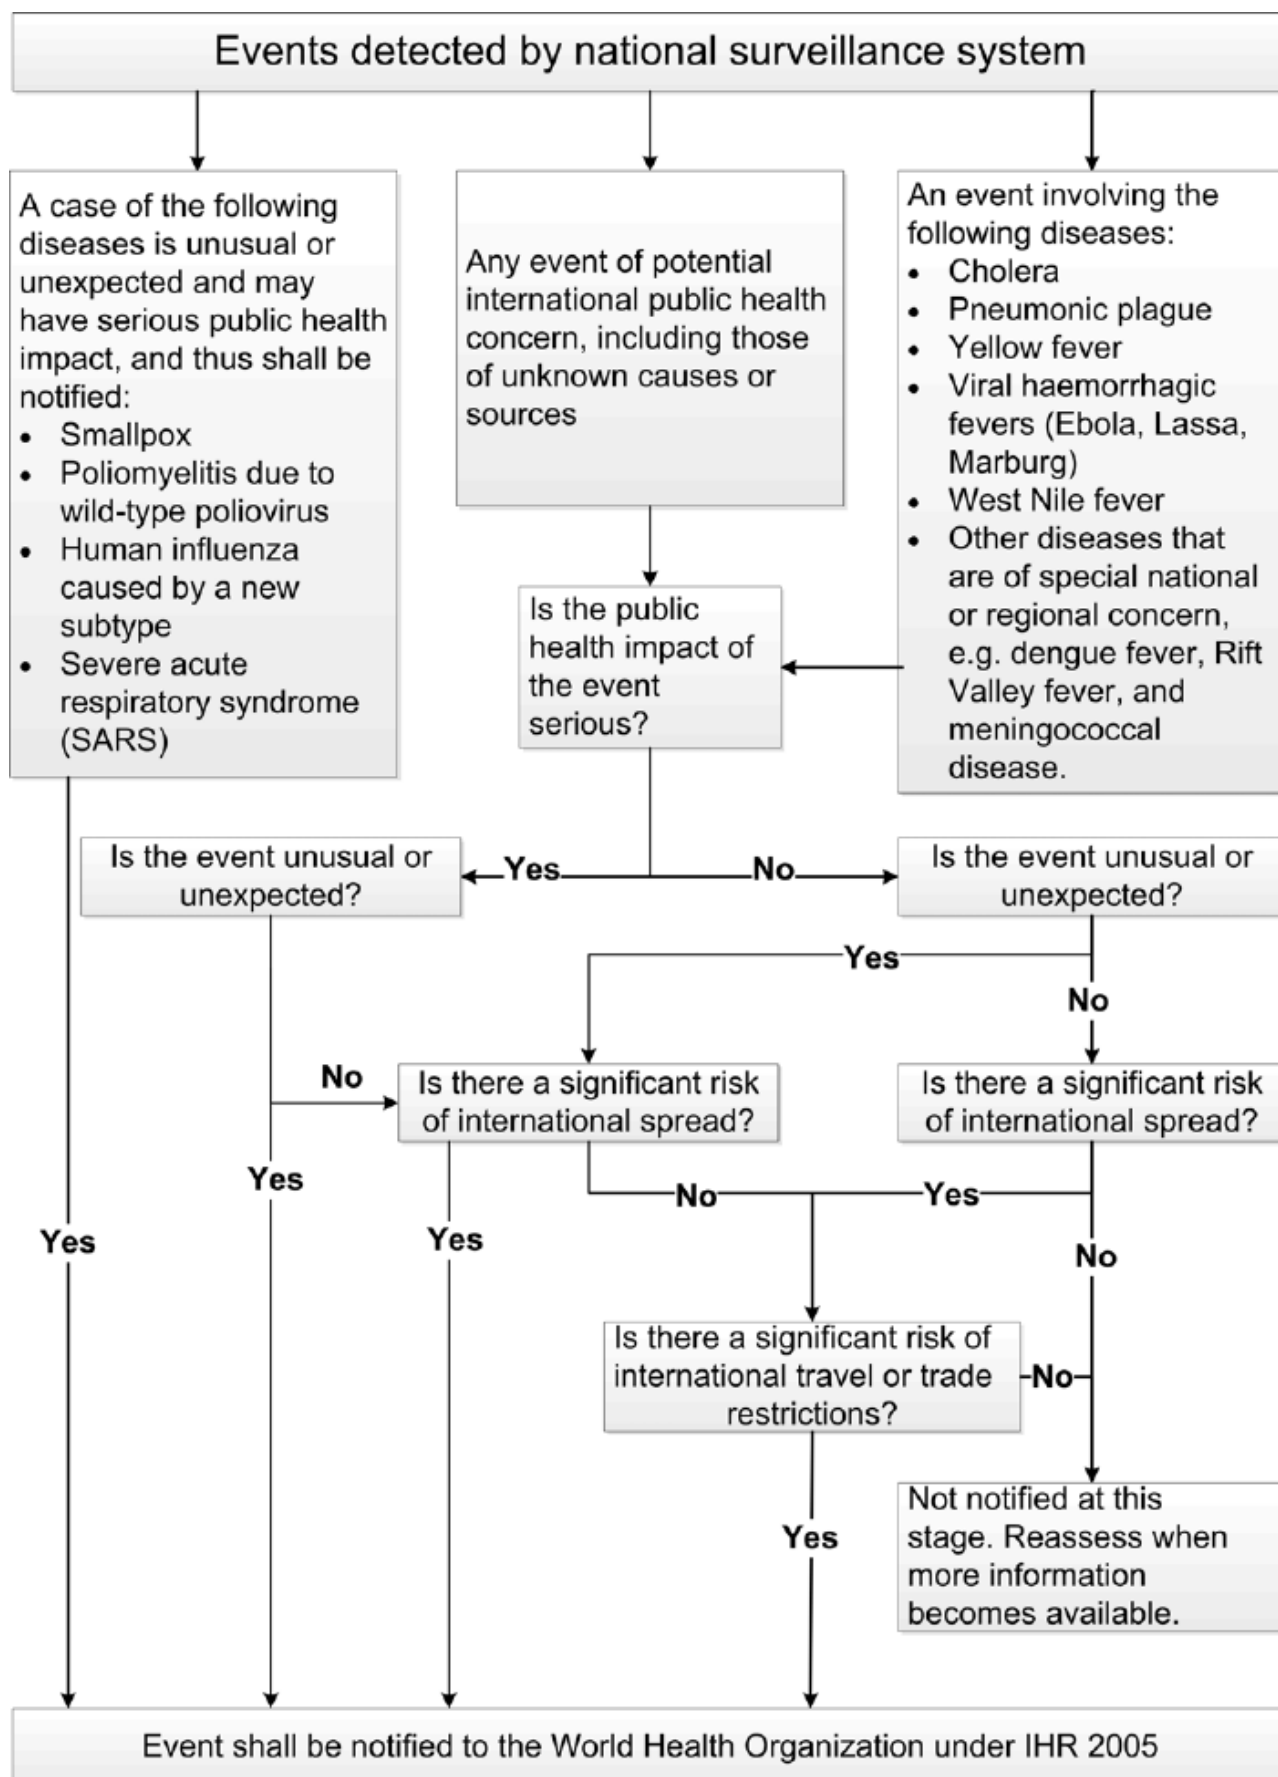 Events detected by national surveillance system
A case of the following
diseases is unusual or
unexpected and may
have serious public health
impact, and thus shall be
notified:
• Smallpox
• Poliomyelitis due to
wild-type poliovirus
• Human influenza
caused by a new
subtype
• Severe acute
respiratory syndrome
(SARS)
Any event of potential
international public health
concern, including those
of unknown causes or
sources
An event involving the
following diseases:
• Cholera
• Pneumonic plague
• Yellow fever
• Viral haemorrhagic
fevers (Ebola, Lassa,
Marburg)
• West Nile fever
• Other diseases that
are of special national
or regional concern,
e.g. dengue fever, Rift
Valley fever, and
meningococcal
disease.
Is the public
health impact of
the event
serious?
Is the event unusual or
unexpected?
Yes
No
Is the event unusual or
unexpected?
Yes
No
No
Is there a significant risk
of international spread?
Is there a significant risk
of international spread?
Yes
No
Yes
Yes
Yes
No
Is there a significant risk of
international travel or trade
restrictions?
No
Yes
Not notified at this
stage. Reassess when
more information
becomes available.
Event shall be notified to the World Health Organization under IHR 2005